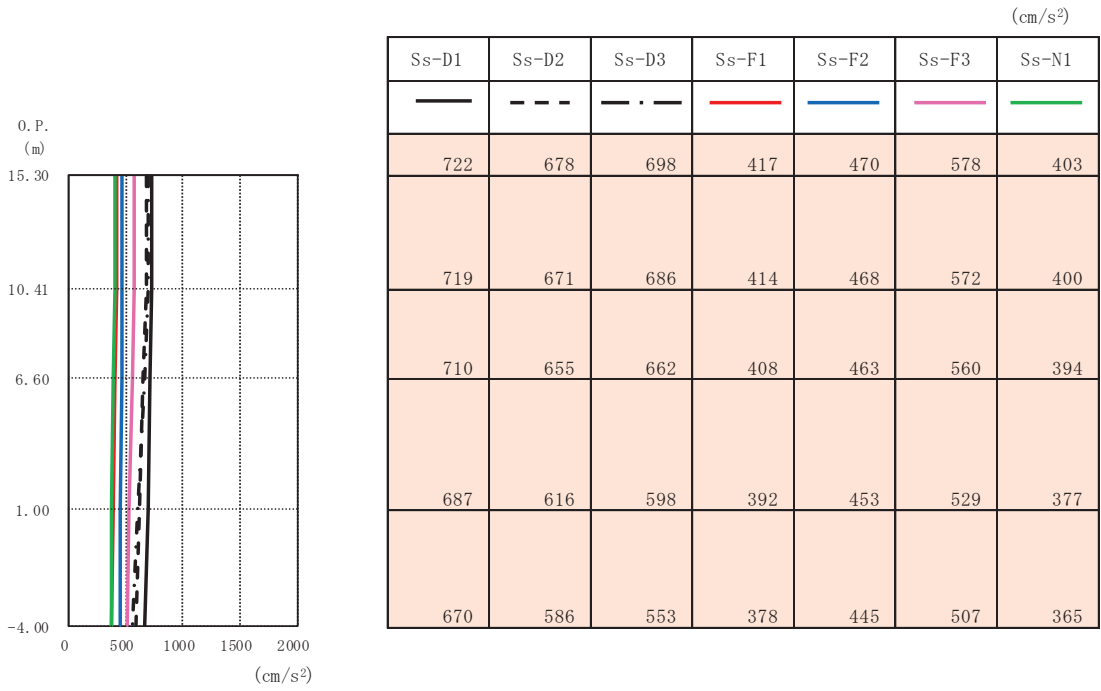 (cm/s²)
Ss-D1 Ss-D2 Ss-D3 Ss-F1 Ss-F2 Ss-F3 Ss-N1
O.P.
(m)
722 678 698 417 470 578 403
15.30
719 671 686 414 468 572 400
10.41
710 655 662 408 463 560 394
6.60
687 616 598 392 453 529 377
1.00
670 586 553 378 445 507 365
-4.00
0 500 1000 1500 2000
(cm/s²)